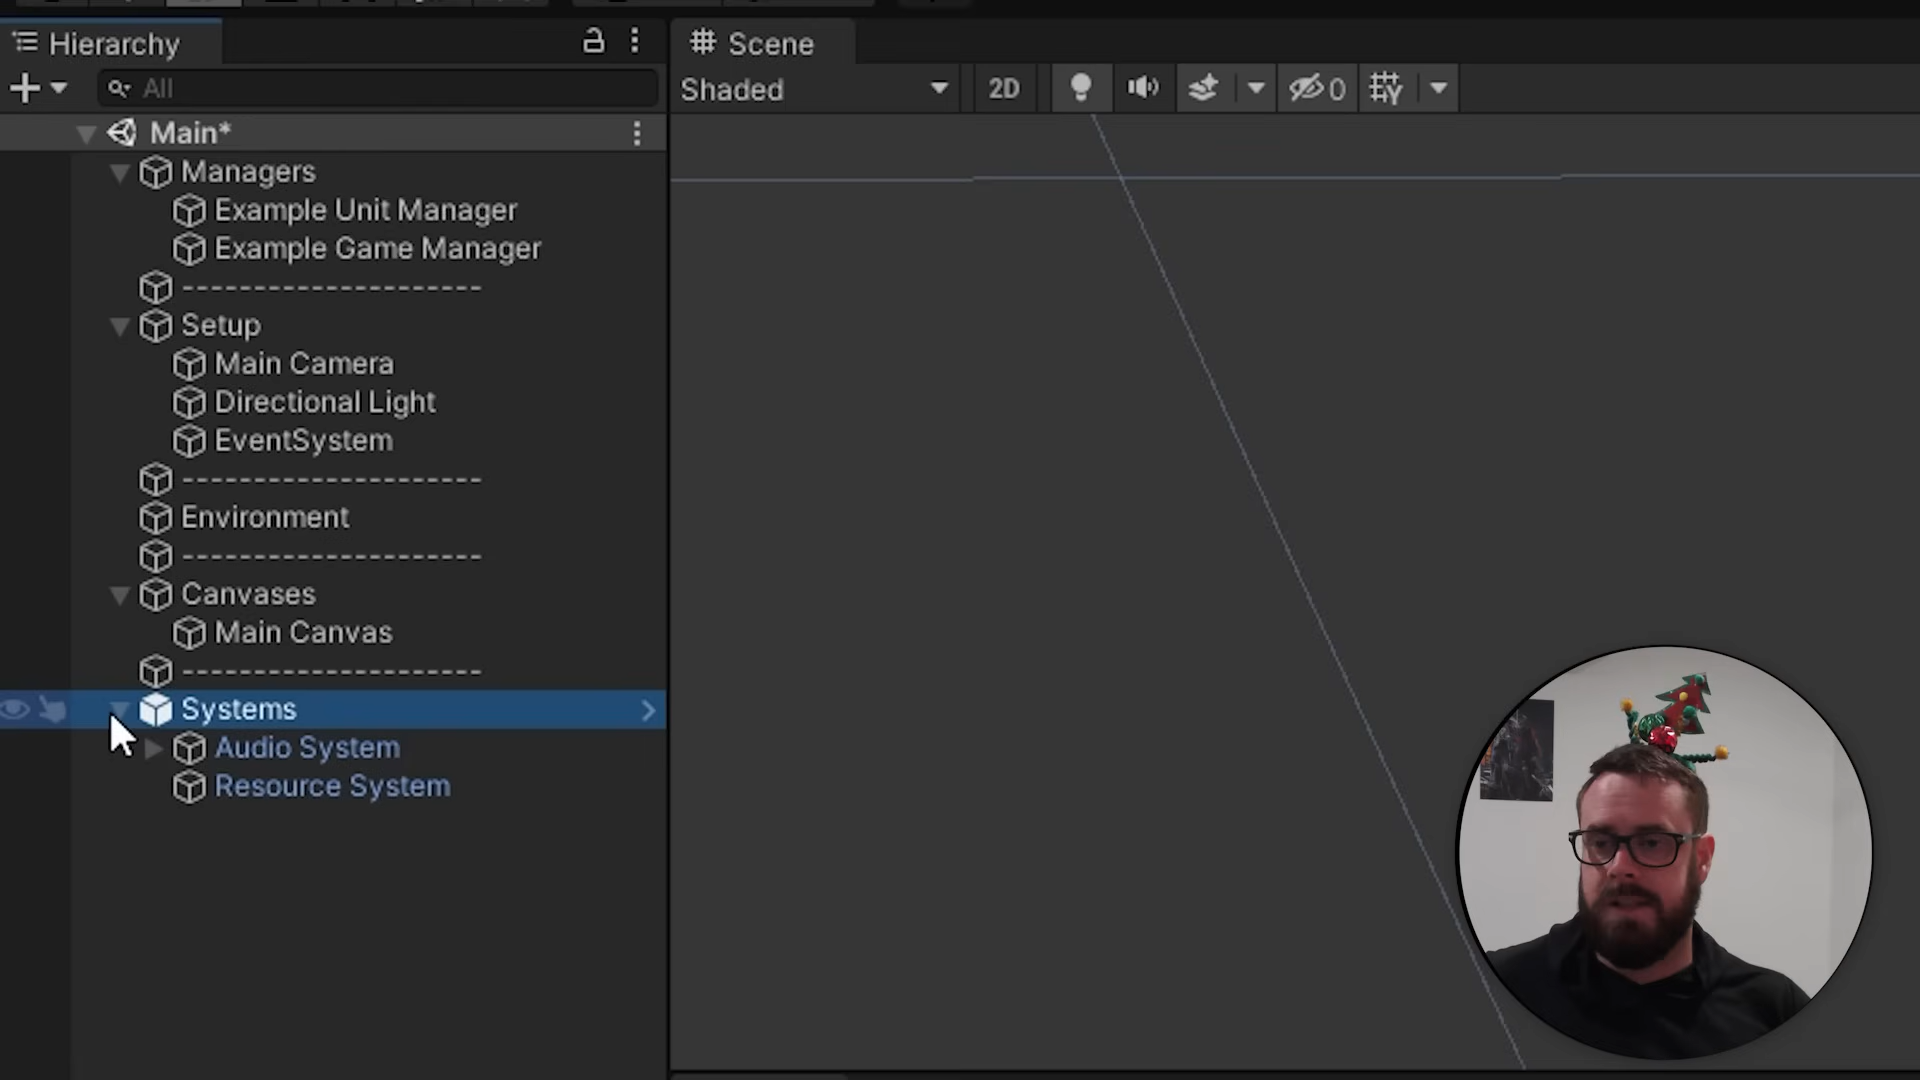 Hierarchy
All
Main*
Managers
Example Unit Manager
Example Game Manager
---------------------
Setup
Main Camera
Directional Light
EventSystem
---------------------
Environment
---------------------
Canvases
Main Canvas
---------------------
Systems
Audio System
Resource System
Scene
Shaded
2D
0